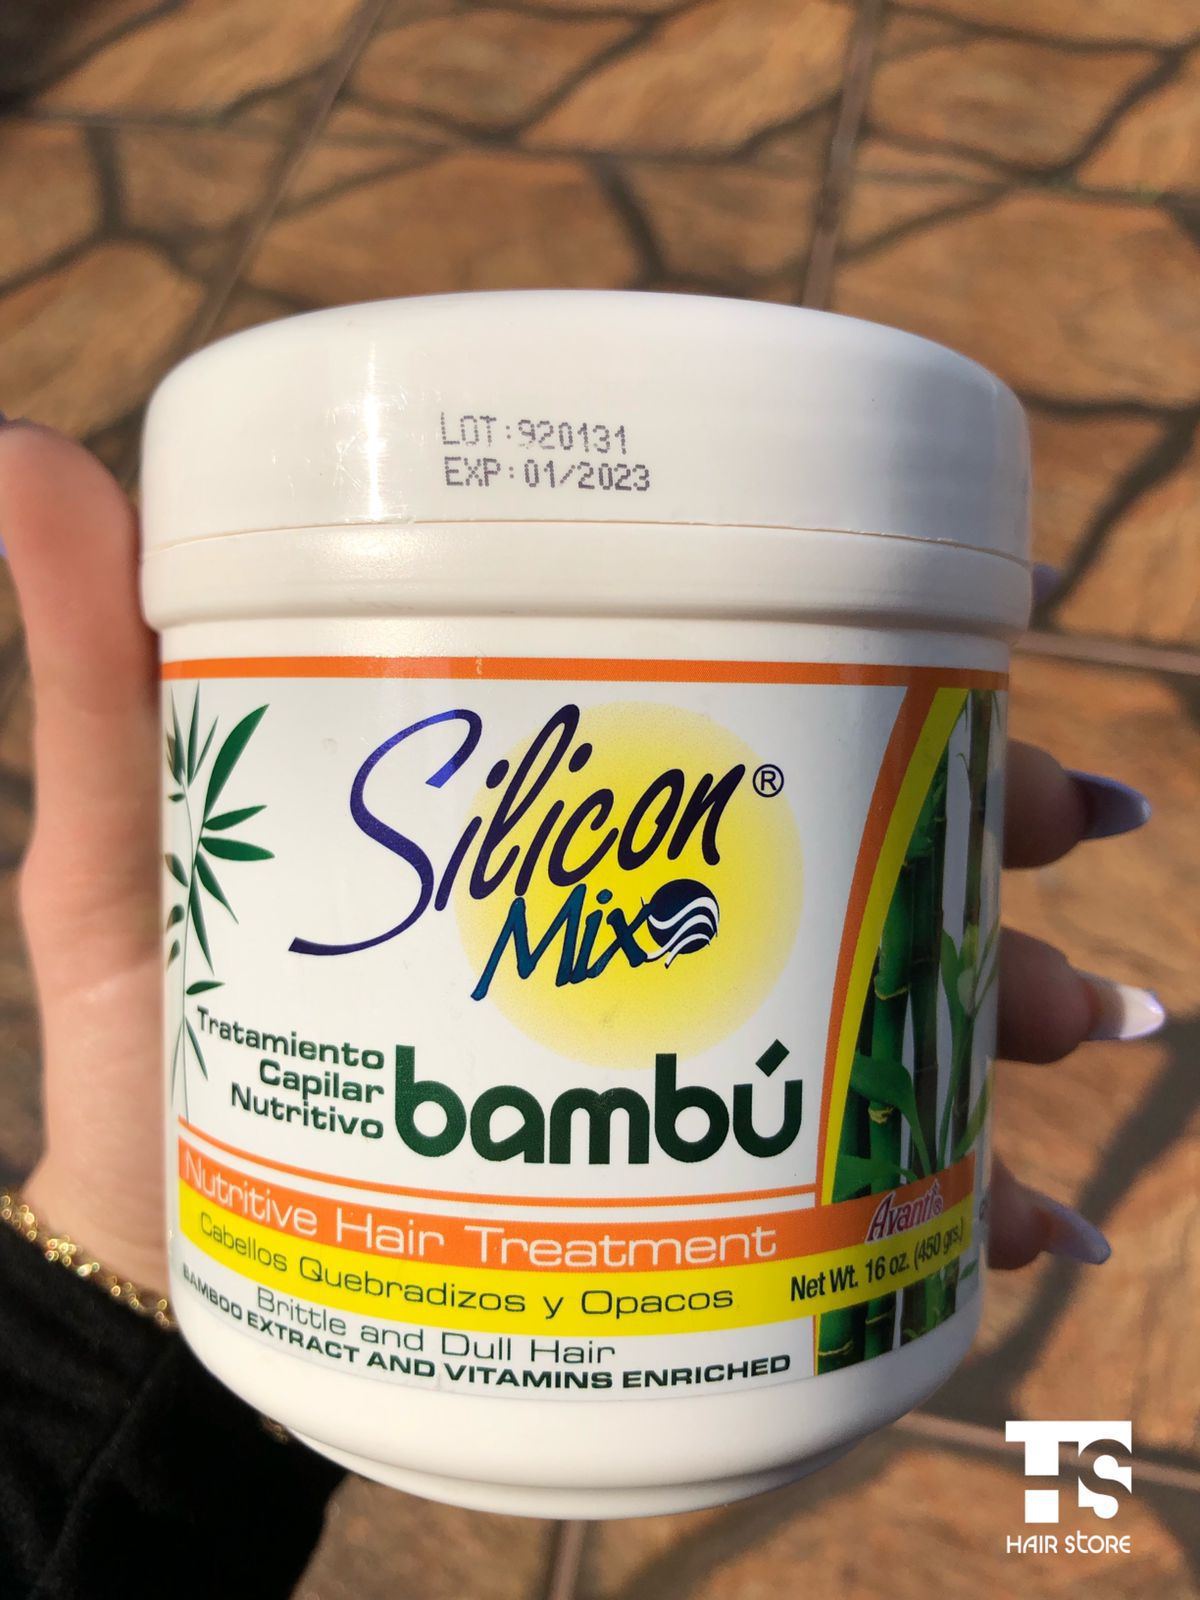 LOT:920131
EXP:01/2023
Silicon®
Mix
Tratamiento
Capilar
Nutritivo
bambú
Nutritive Hair Treatment
Avanti®
Cabellos Quebradizos y Opacos
Net Wt. 16 oz. (450 grs.)
Brittle and Dull Hair
BAMBOO EXTRACT AND VITAMINS ENRICHED
TS
HAIR STORE